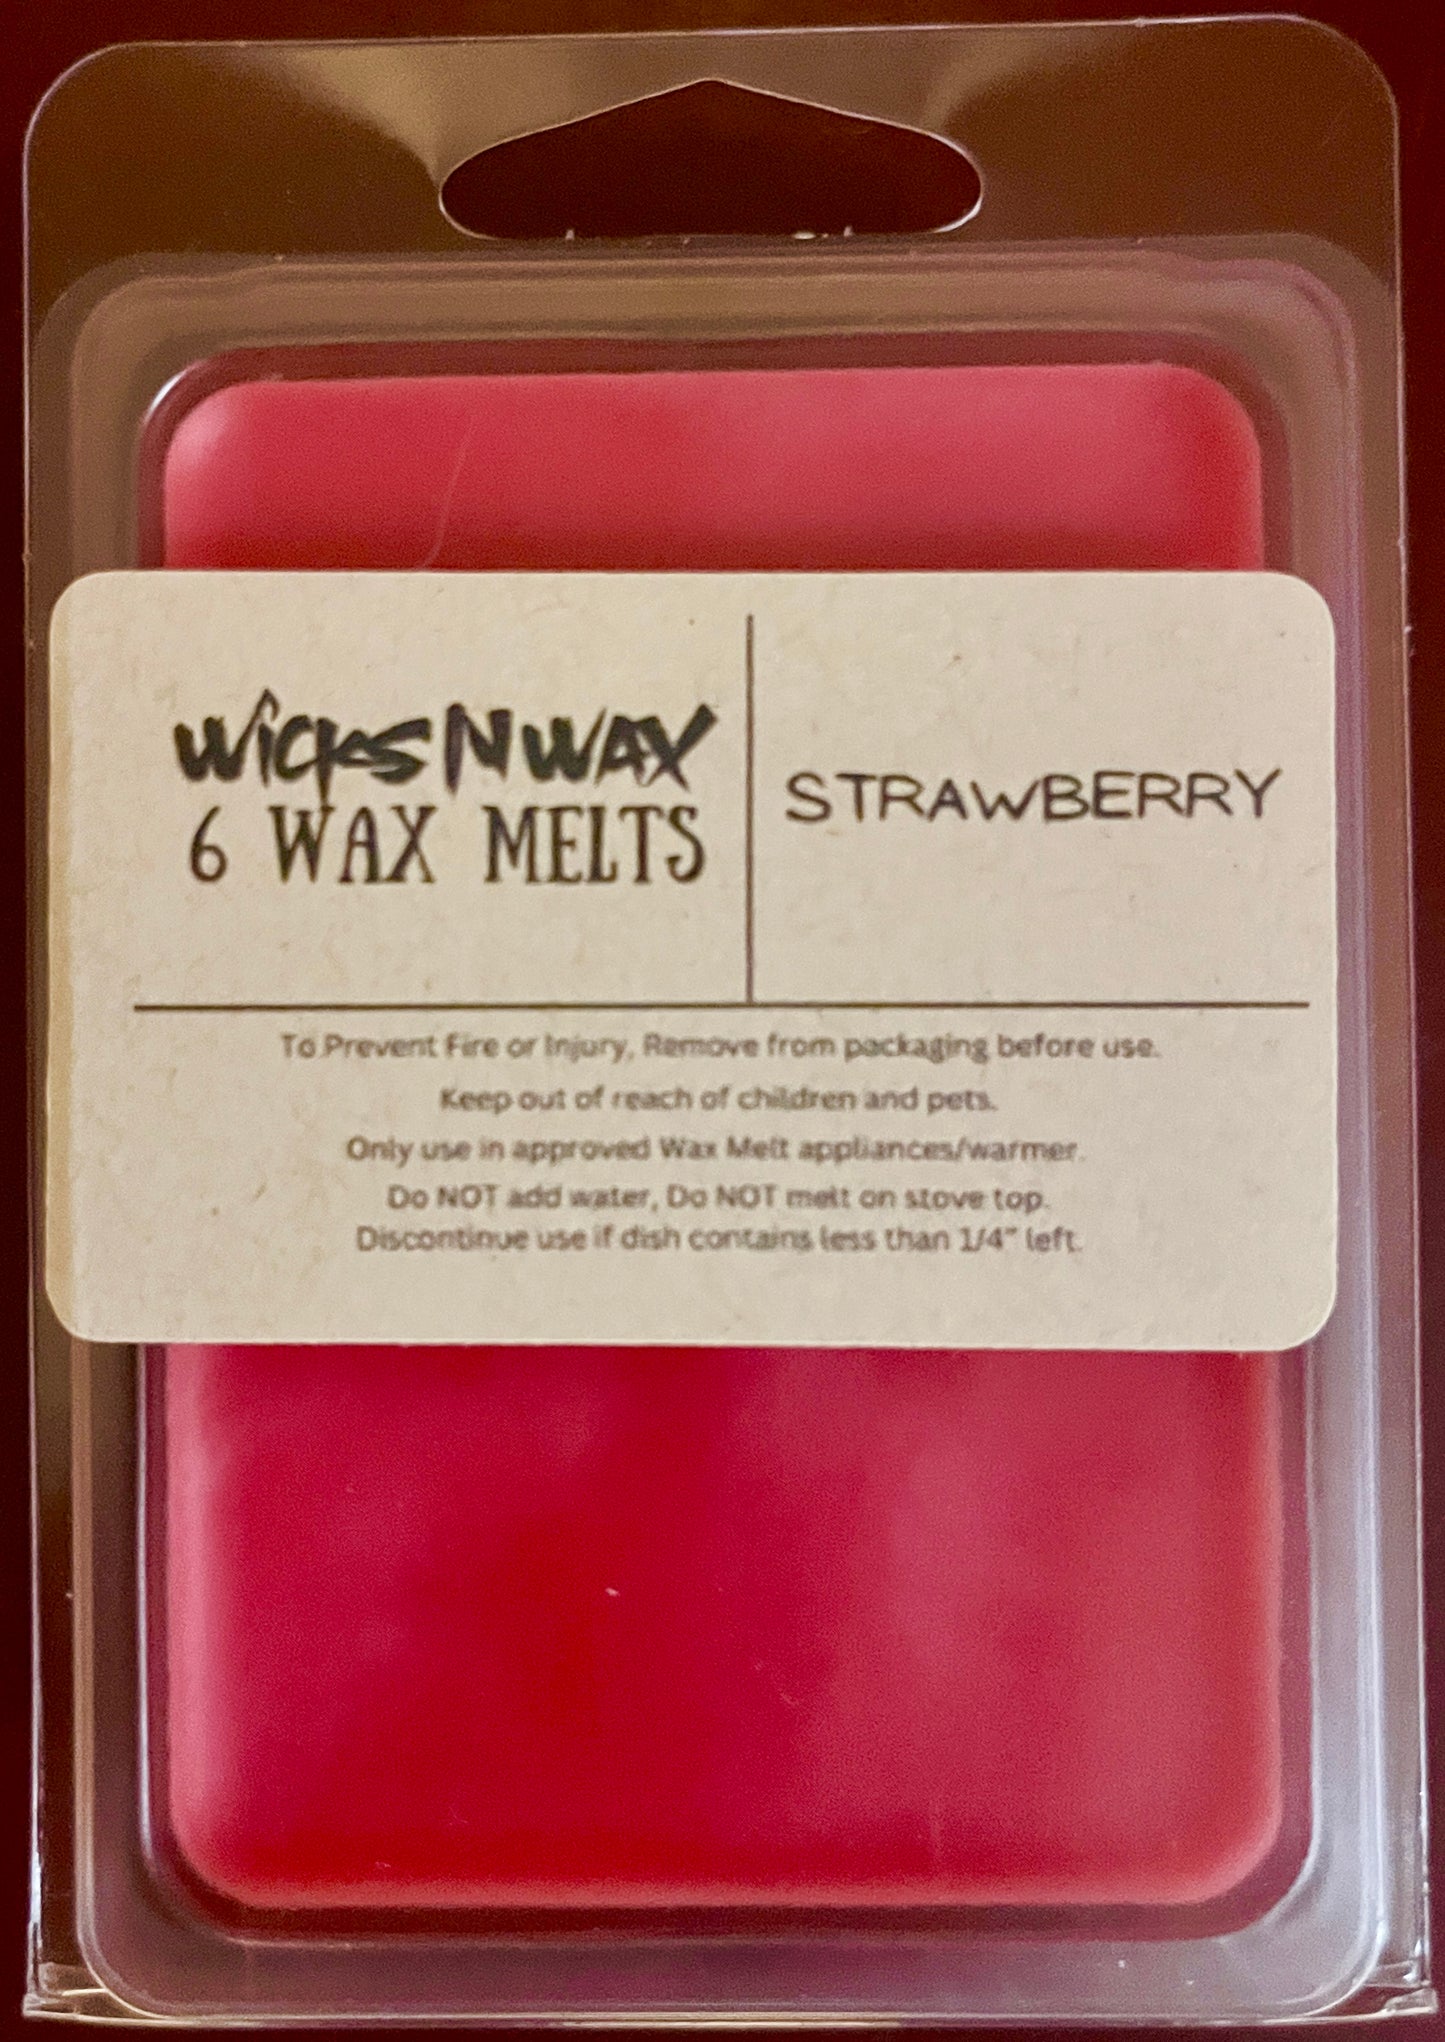 WicksNWAX
6 WAX MELTS
STRAWBERRY
To Prevent Fire or Injury, Remove from packaging before use.
Keep out of reach of children and pets.
Only use in approved Wax Melt appliances/warmer.
Do NOT add water, Do NOT melt on stove top.
Discontinue use if dish contains less than 1/4" left.